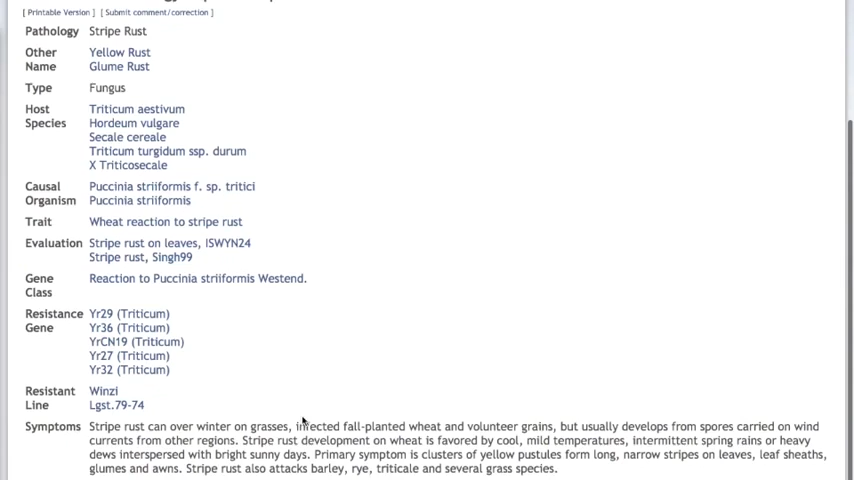 [ Printable Version ] [ Submit comment/correction ]
Pathology Stripe Rust
Other Name Yellow Rust
Glume Rust
Type Fungus
Host Species Triticum aestivum
Hordeum vulgare
Secale cereale
Triticum turgidum ssp. durum
X Triticosecale
Causal Organism Puccinia striiformis f. sp. tritici
Puccinia striiformis
Trait Wheat reaction to stripe rust
Evaluation Stripe rust on leaves, ISWYN24
Stripe rust, Singh99
Gene Class Reaction to Puccinia striiformis Westend.
Resistance Gene Yr29 (Triticum)
Yr36 (Triticum)
YrCN19 (Triticum)
Yr27 (Triticum)
Yr32 (Triticum)
Resistant Line Winzi
Lgst.79-74
Symptoms Stripe rust can over winter on grasses, infected fall-planted wheat and volunteer grains, but usually develops from spores carried on wind
currents from other regions. Stripe rust development on wheat is favored by cool, mild temperatures, intermittent spring rains or heavy
dews interspersed with bright sunny days. Primary symptom is clusters of yellow pustules form long, narrow stripes on leaves, leaf sheaths,
glumes and awns. Stripe rust also attacks barley, rye, triticale and several grass species.